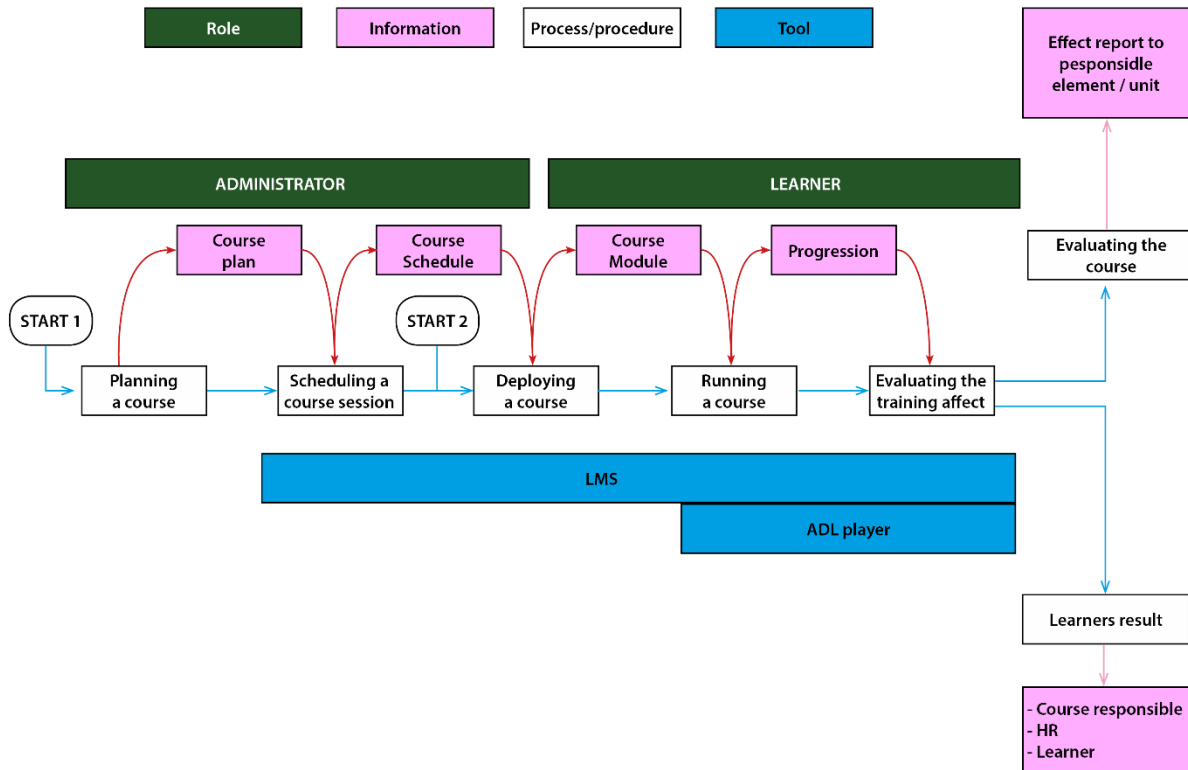 Role
Information
Process/procedure
Tool
Effect report to
pesponsidle
element / unit
ADMINISTRATOR
LEARNER
Course
plan
Course
Schedule
Course
Module
Progression
Evaluating the
course
START 1
START 2
Planning
a course
Scheduling a
course session
Deploying
a course
Running
a course
Evaluating the
training affect
LMS
ADL player
Learners result
- Course responsible
- HR
- Learner